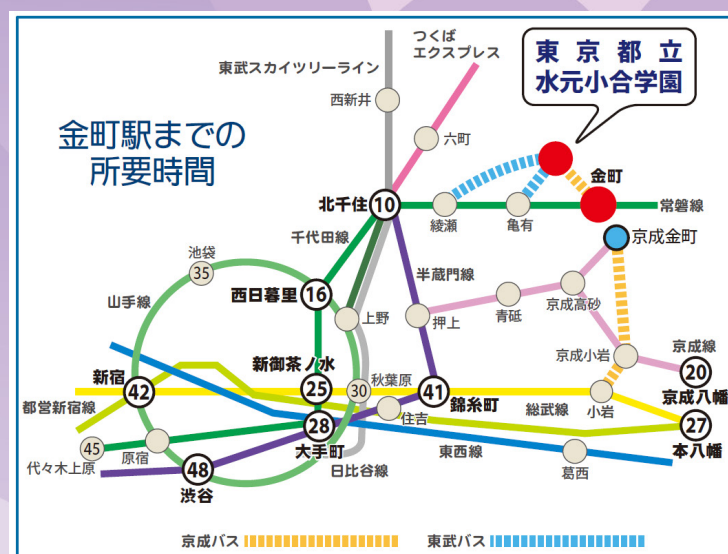 つくば
エクスプレス
東武スカイツリーライン
東京都立
水元小合学園
西新井
六町
金町駅までの
所要時間
北千住
10
金町
常磐線
綾瀬
亀有
京成金町
千代田線
池袋
35
半蔵門線
山手線
西日暮里
16
上野
押上
青砥
京成高砂
京成小岩
京成線
20
京成八幡
新宿
42
新御茶ノ水
25
秋葉原
30
41
錦糸町
都営新宿線
住吉
総武線
小岩
27
本八幡
28
大手町
45
代々木上原
原宿
48
渋谷
日比谷線
東西線
葛西
京成バス
東武バス